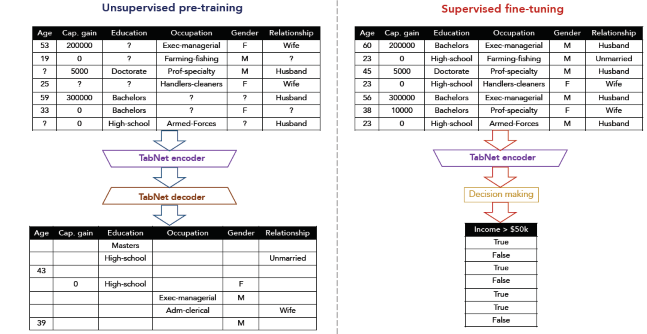 Unsupervised pre-training
Age Cap. gain Education Occupation Gender Relationship
53 200000 ? Exec-managerial F Wife
19 0 ? Farming-fishing M ?
? 5000 Doctorate Prof-specialty M Husband
25 ? ? Handlers-cleaners F Wife
59 300000 Bachelors ? ? Husband
33 0 Bachelors ? F ?
? 0 High-school Armed-Forces ? Husband
TabNet encoder
TabNet decoder
Age Cap. gain Education Occupation Gender Relationship
Masters
High-school Unmarried
43
0 High-school F
Exec-managerial M
Adm-clerical Wife
39 M
Supervised fine-tuning
Age Cap. gain Education Occupation Gender Relationship
60 200000 Bachelors Exec-managerial M Husband
23 0 High-school Farming-fishing M Unmarried
45 5000 Doctorate Prof-specialty M Husband
23 0 High-school Handlers-cleaners F Wife
56 300000 Bachelors Exec-managerial M Husband
38 10000 Bachelors Prof-specialty F Wife
23 0 High-school Armed-Forces M Husband
TabNet encoder
Decision making
Income > $50k
True
False
True
False
True
True
False